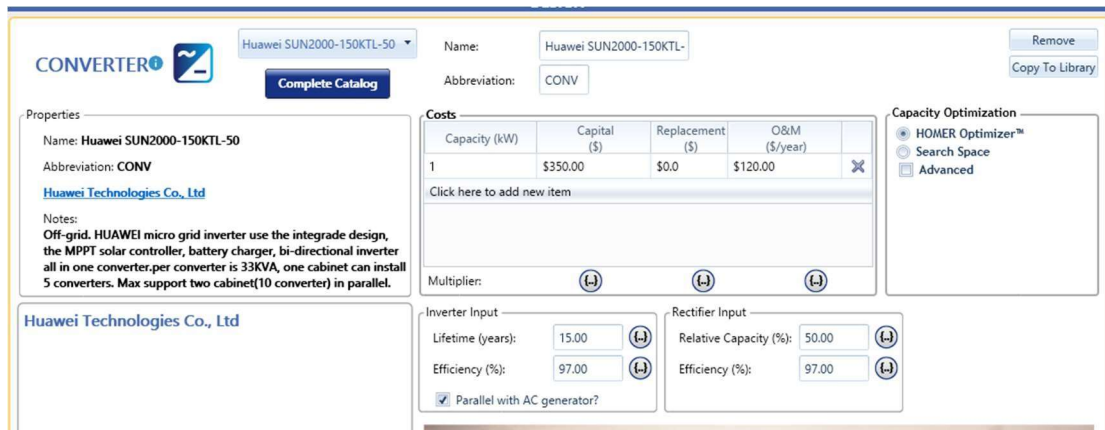 CONVERTER
Huawei SUN2000-150KTL-50
Complete Catalog
Name:
Huawei SUN2000-150KTL-
Abbreviation:
CONV
Remove
Copy To Library
Properties
Name: Huawei SUN2000-150KTL-50
Abbreviation: CONV
Huawei Technologies Co., Ltd
Notes:
Off-grid. HUAWEI micro grid inverter use the integrade design,
the MPPT solar controller, battery charger, bi-directional inverter
all in one converter.per converter is 33KVA, one cabinet can install
5 converters. Max support two cabinet(10 converter) in parallel.
Costs
Capacity (kW)
Capital
($)
Replacement
($)
O&M
($/year)
1
$350.00
$0.0
$120.00
Click here to add new item
Multiplier:
{..}
{..}
{..}
Capacity Optimization
HOMER Optimizer™
Search Space
Advanced
Huawei Technologies Co., Ltd
Inverter Input
Lifetime (years):
15.00
{..}
Efficiency (%):
97.00
{..}
Parallel with AC generator?
Rectifier Input
Relative Capacity (%):
50.00
{..}
Efficiency (%):
97.00
{..}